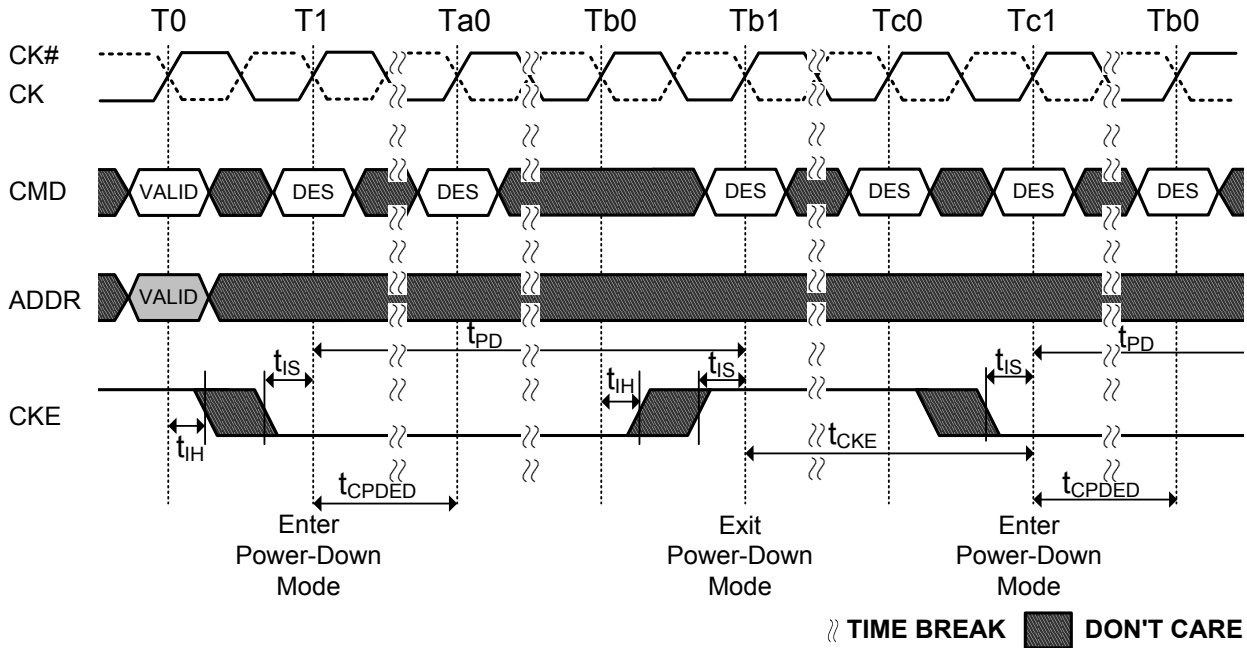 T0 T1 Ta0 Tb0 Tb1 Tc0 Tc1 Tb0
CK#
CK
CMD VALID DES DES DES DES DES DES
ADDR VALID
tPD tPD
tIS tIH tIS tIS
CKE
tIH tCKE
tCPDED tCPDED
Enter Power-Down Mode
Exit Power-Down Mode
Enter Power-Down Mode
TIME BREAK DON'T CARE